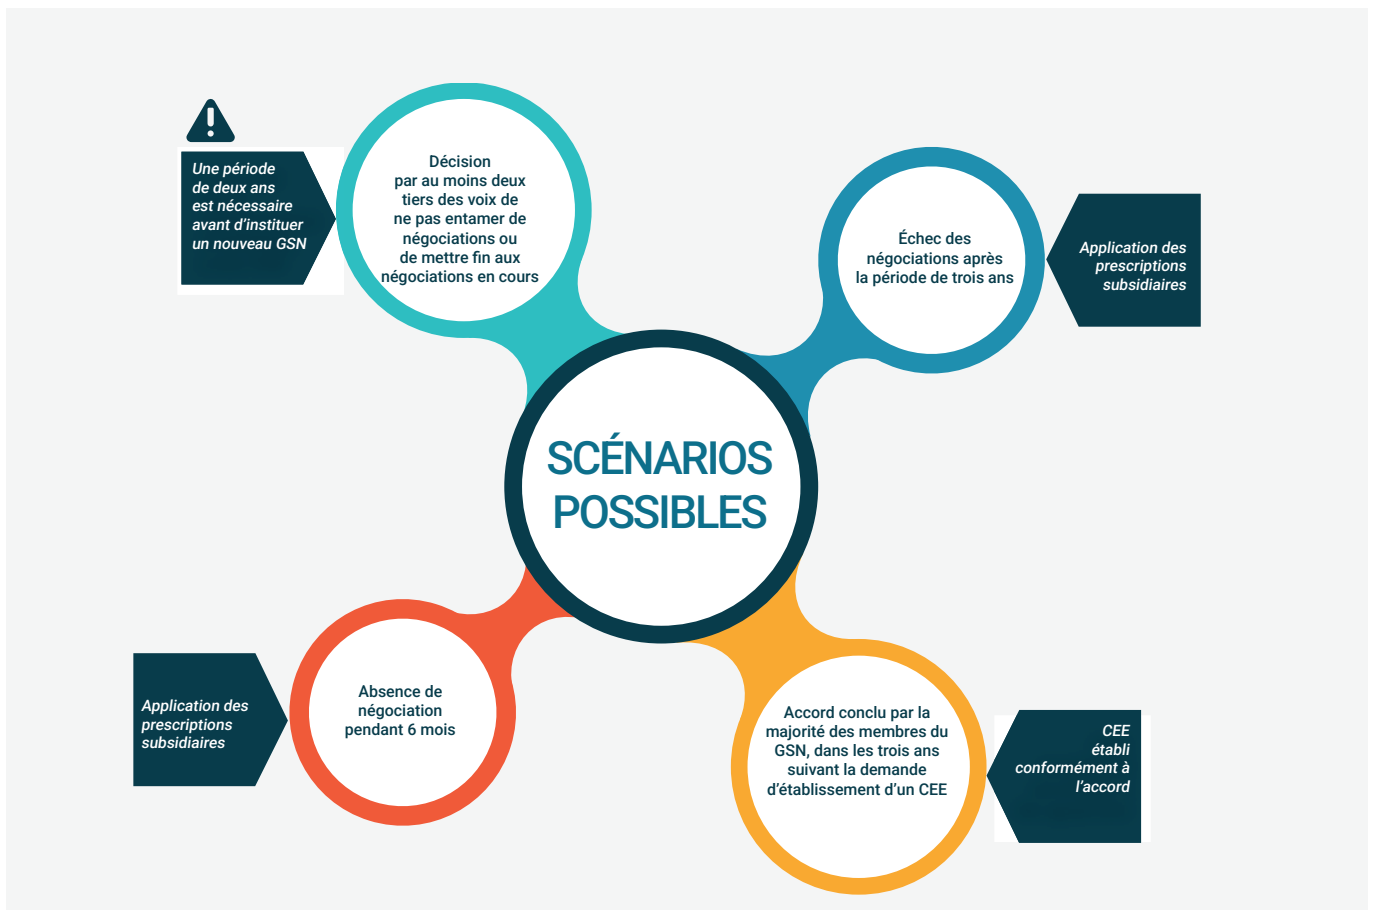 Une période
de deux ans
est nécessaire
avant d’instituer
un nouveau GSN
Décision
par au moins deux
tiers des voix de
ne pas entamer de
négociations ou
de mettre fin aux
négociations en cours
Échec des
négociations après
la période de trois ans
Application des
prescriptions
subsidiaires
SCÉNARIOS
POSSIBLES
Application des
prescriptions
subsidiaires
Absence de
négociation
pendant 6 mois
Accord conclu par la
majorité des membres du
GSN, dans les trois ans
suivant la demande
d’établissement d’un CEE
CEE
établi
conformément à
l’accord